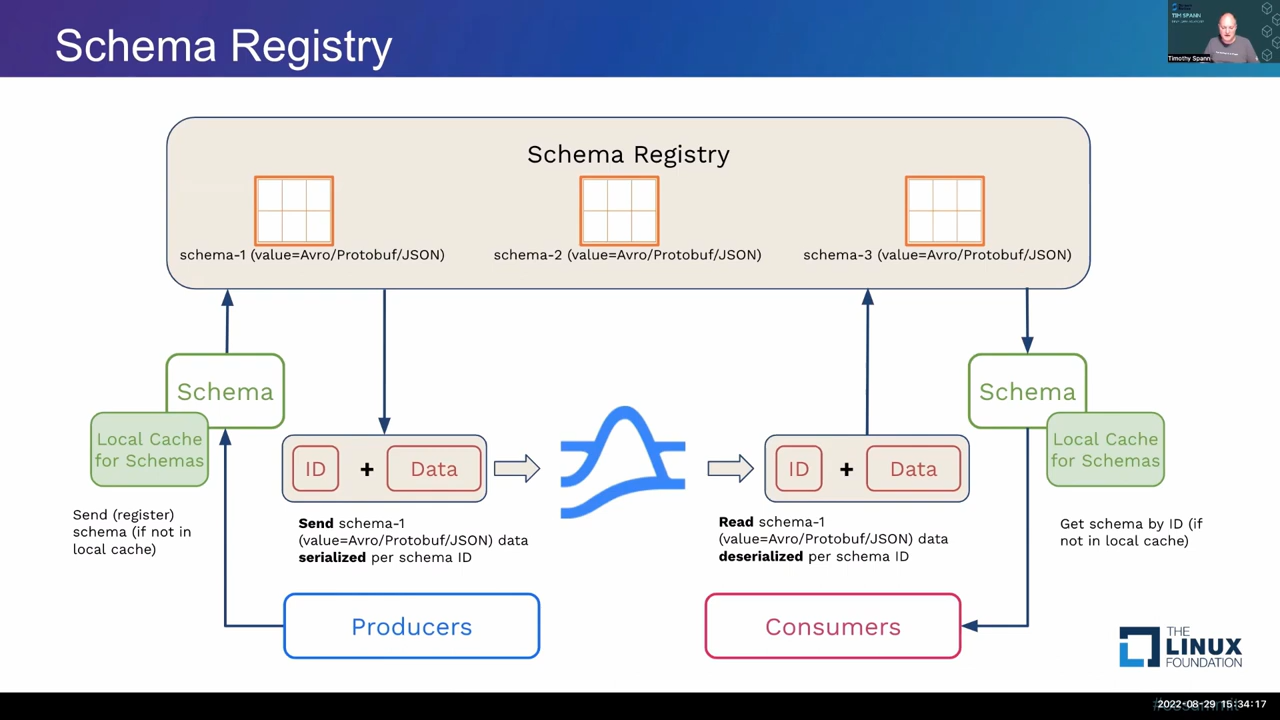 Schema Registry
TIM SPANN
Timothy Spann
Schema Registry
schema-1 (value=Avro/Protobuf/JSON)
schema-2 (value=Avro/Protobuf/JSON)
schema-3 (value=Avro/Protobuf/JSON)
Schema
Local Cache
for Schemas
Send (register)
schema (if not in
local cache)
ID + Data
Send schema-1
(value=Avro/Protobuf/JSON) data
serialized per schema ID
ID + Data
Read schema-1
(value=Avro/Protobuf/JSON) data
deserialized per schema ID
Schema
Local Cache
for Schemas
Get schema by ID (if
not in local cache)
Producers
Consumers
THE
LINUX
FOUNDATION
2022-08-29 15:34:17